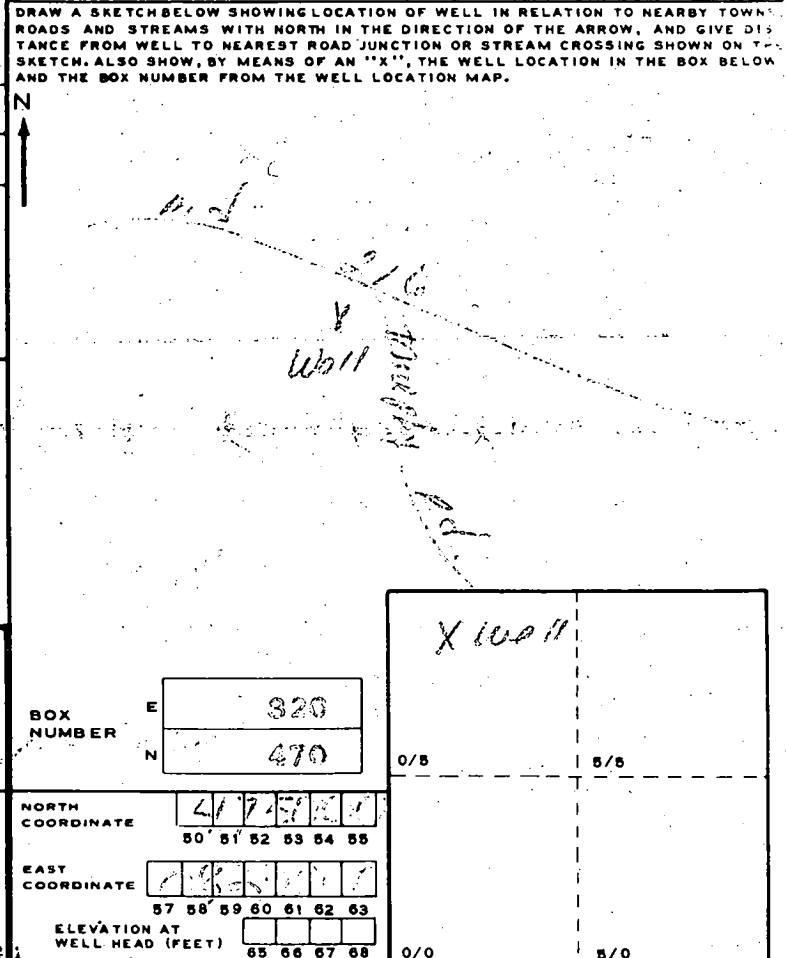 DRAW A SKETCH BELOW SHOWING LOCATION OF WELL IN RELATION TO NEARBY TOWNS
ROADS AND STREAMS WITH NORTH IN THE DIRECTION OF THE ARROW, AND GIVE DIS
TANCE FROM WELL TO NEAREST ROAD JUNCTION OR STREAM CROSSING SHOWN ON THE
SKETCH. ALSO SHOW, BY MEANS OF AN "X", THE WELL LOCATION IN THE BOX BELOW
AND THE BOX NUMBER FROM THE WELL LOCATION MAP.
N
Md
216
X
Well
Murphy
Rd
X Well
BOX
NUMBER
E
820
N
470
0/5
5/5
NORTH
COORDINATE
50 51 52 53 54 55
EAST
COORDINATE
57 58 59 60 61 62 63
ELEVATION AT
WELL HEAD (FEET)
65 66 67 68
0/0
5/0